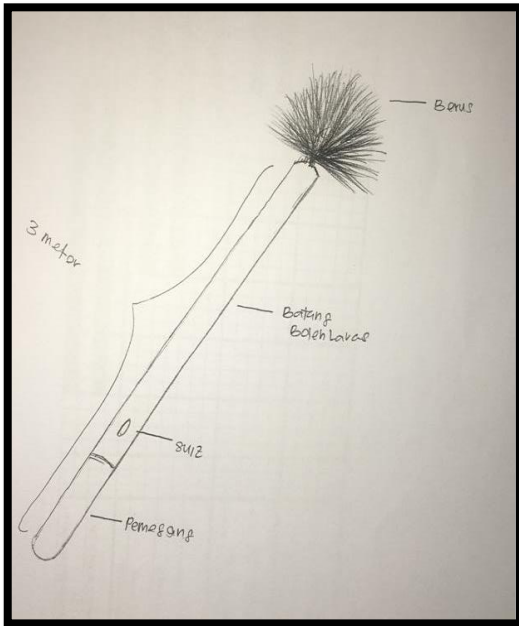 Berus
3 meter
Batang
Boleh Laras
Suiz
Pemegang